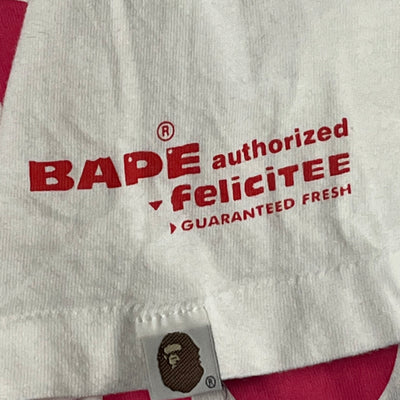 BAPE® authorized
feliciTEE
GUARANTEED FRESH
®